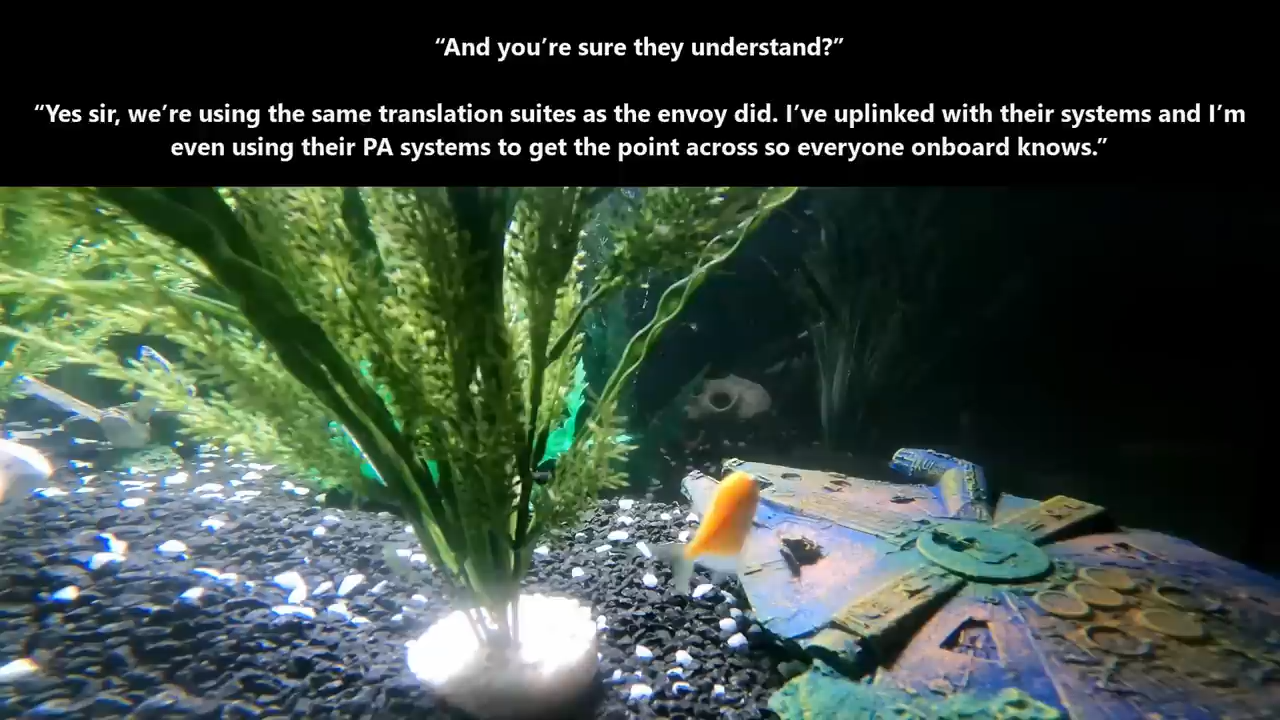 “And you’re sure they understand?”
“Yes sir, we’re using the same translation suites as the envoy did. I’ve uplinked with their systems and I’m
even using their PA systems to get the point across so everyone onboard knows.”